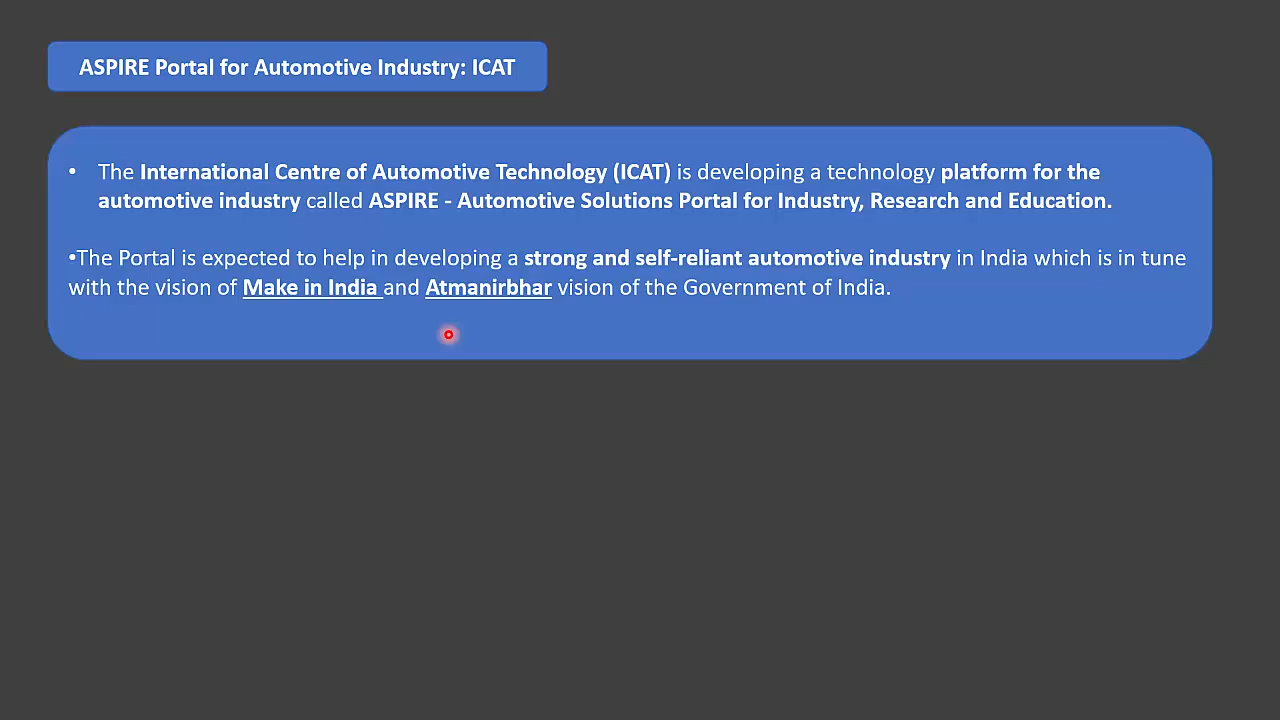 ASPIRE Portal for Automotive Industry: ICAT
• The International Centre of Automotive Technology (ICAT) is developing a technology platform for the
automotive industry called ASPIRE - Automotive Solutions Portal for Industry, Research and Education.
•The Portal is expected to help in developing a strong and self-reliant automotive industry in India which is in tune
with the vision of Make in India and Atmanirbhar vision of the Government of India.